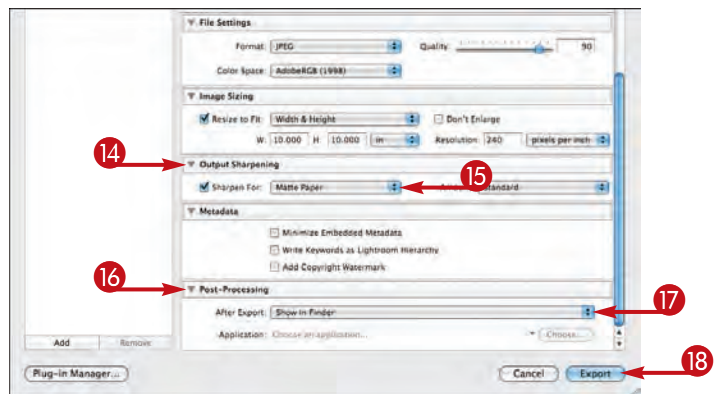 ▼ File Settings
Format: JPEG Quality: 90
Color Space: AdobeRGB (1998)
▼ Image Sizing
Resize to Fit: Width & Height Don't Enlarge
W: 10.000 H: 10.000 in Resolution: 240 pixels per inch
14
▼ Output Sharpening
15
Sharpen For: Matte Paper Standard
▼ Metadata
Minimize Embedded Metadata
Write Keywords as Lightroom Hierarchy
Add Copyright Watermark
16
▼ Post-Processing
17
After Export: Show in Finder
Application: Choose an application... Choose...
Add Remove
18
Plug-in Manager... Cancel Export